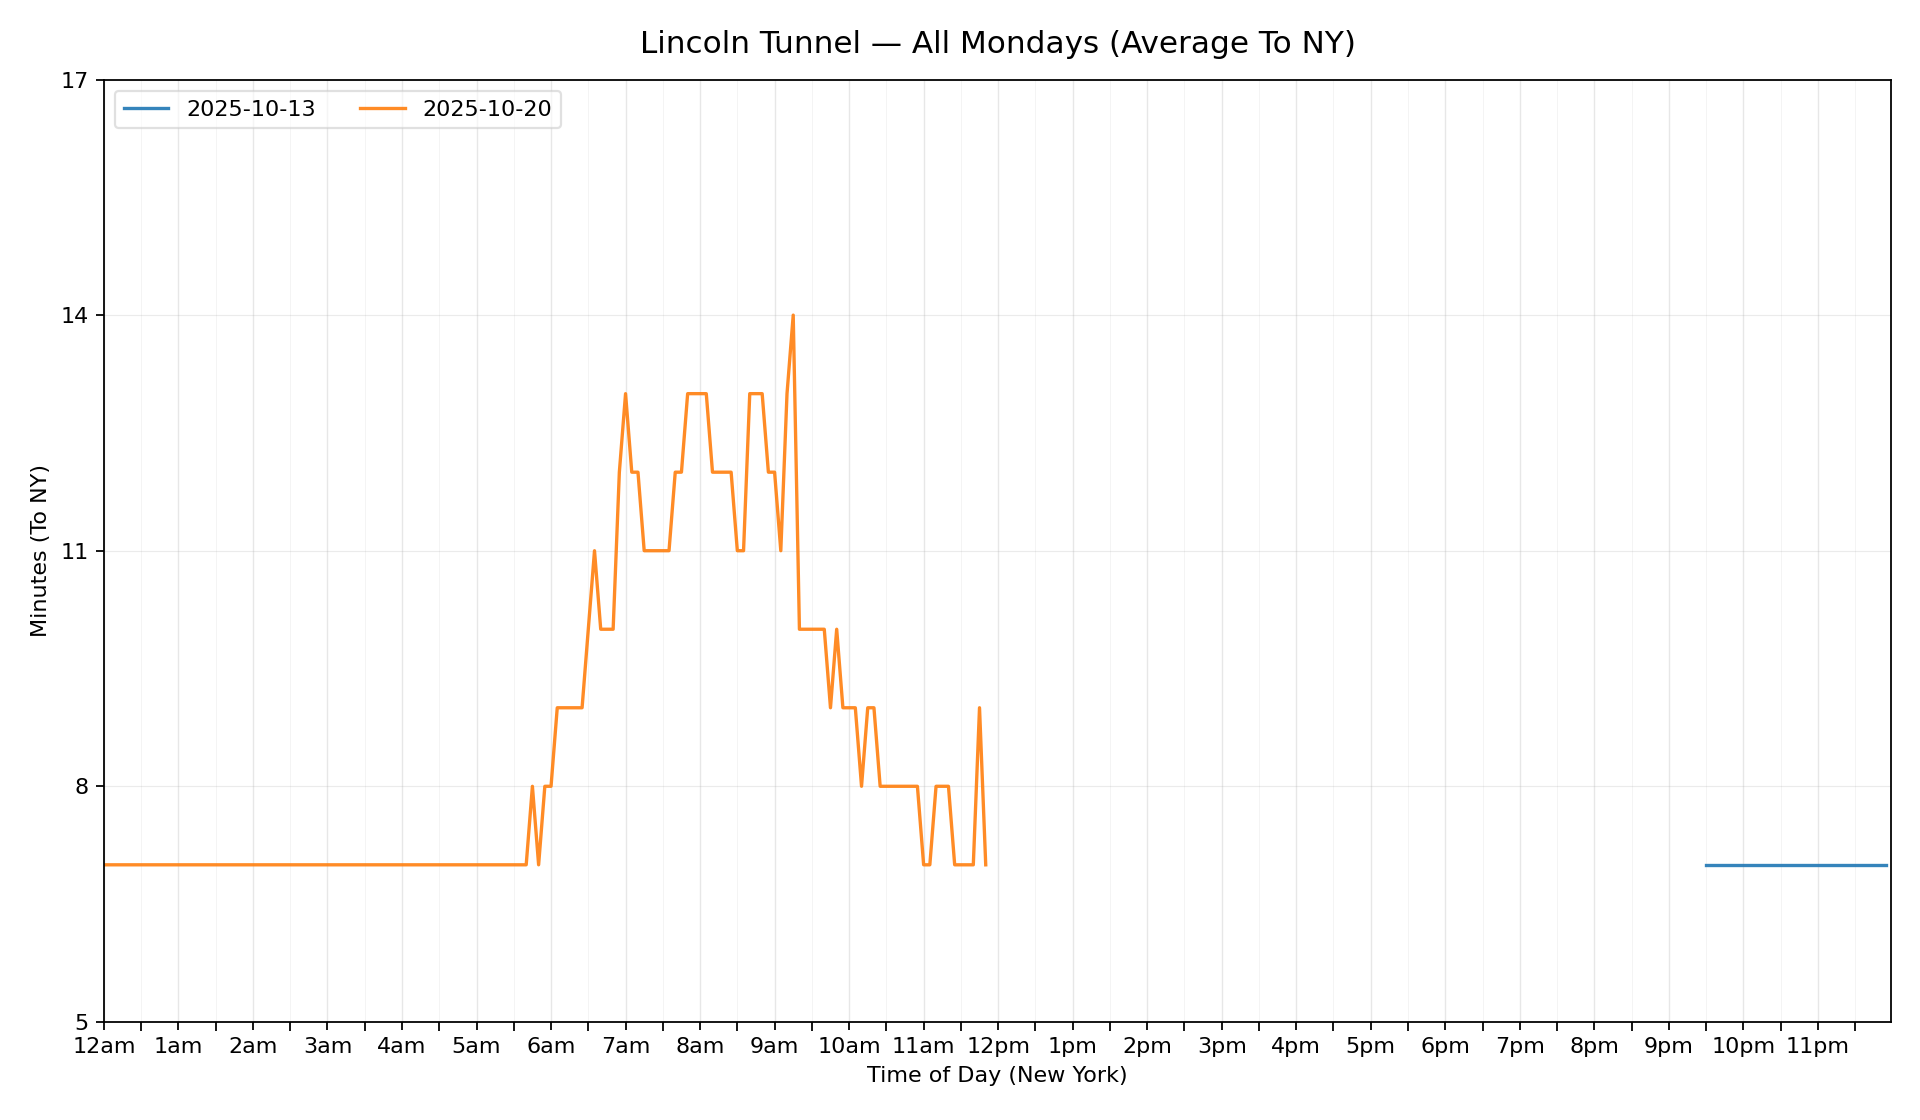 Lincoln Tunnel — All Mondays (Average To NY)
2025-10-13 2025-10-20
Minutes (To NY)
17
14
11
8
5
12am 1am 2am 3am 4am 5am 6am 7am 8am 9am 10am 11am 12pm 1pm 2pm 3pm 4pm 5pm 6pm 7pm 8pm 9pm 10pm 11pm
Time of Day (New York)